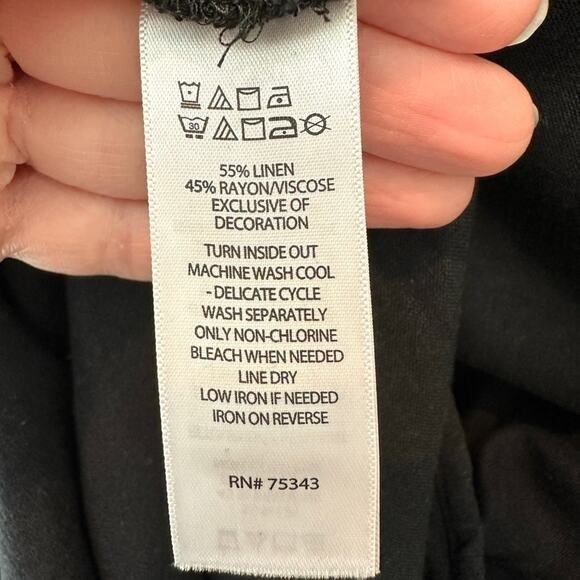 30
55% LINEN
45% RAYON/VISCOSE
EXCLUSIVE OF
DECORATION
TURN INSIDE OUT
MACHINE WASH COOL
- DELICATE CYCLE
WASH SEPARATELY
ONLY NON-CHLORINE
BLEACH WHEN NEEDED
LINE DRY
LOW IRON IF NEEDED
IRON ON REVERSE
RN# 75343